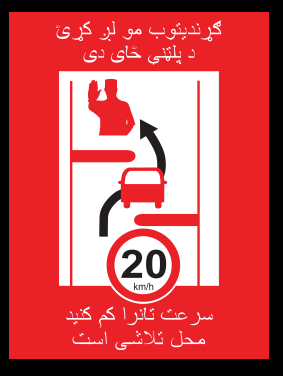 ګړندیتوب مو لږ کړئ
د پلټنې ځای دی
20
km/h
سرعت تانرا کم کنید
محل تلاشی است